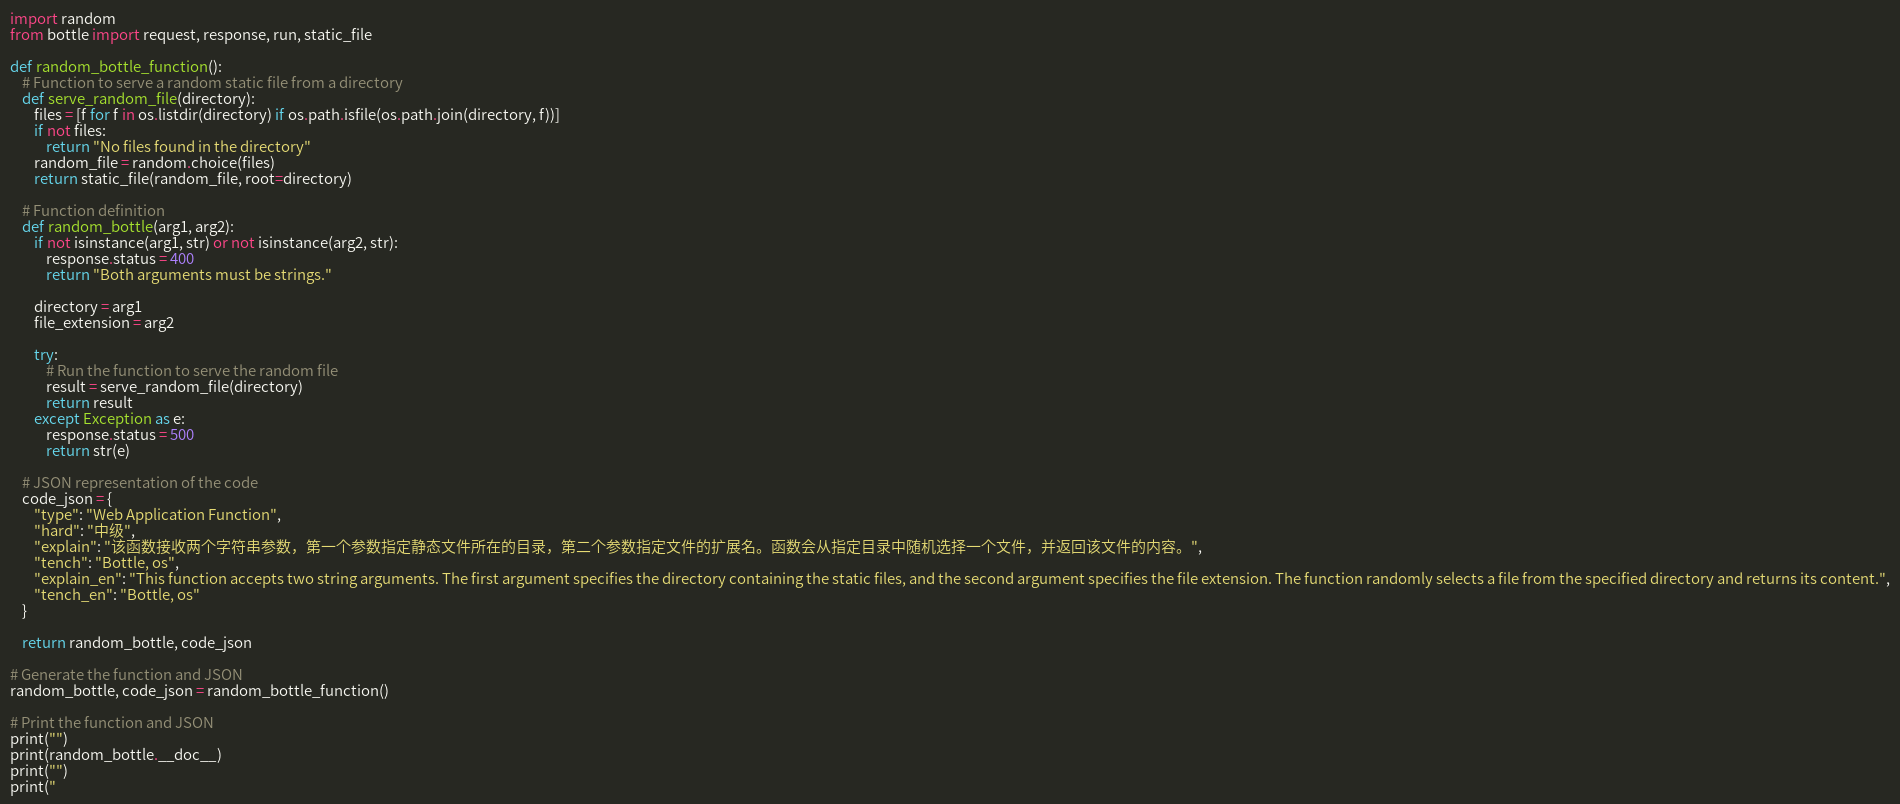 import random
from bottle import request, response, run, static_file

def random_bottle_function():
    # Function to serve a random static file from a directory
    def serve_random_file(directory):
        files = [f for f in os.listdir(directory) if os.path.isfile(os.path.join(directory, f))]
        if not files:
            return "No files found in the directory"
        random_file = random.choice(files)
        return static_file(random_file, root=directory)

    # Function definition
    def random_bottle(arg1, arg2):
        if not isinstance(arg1, str) or not isinstance(arg2, str):
            response.status = 400
            return "Both arguments must be strings."

        directory = arg1
        file_extension = arg2

        try:
            # Run the function to serve the random file
            result = serve_random_file(directory)
            return result
        except Exception as e:
            response.status = 500
            return str(e)

    # JSON representation of the code
    code_json = {
        "type": "Web Application Function",
        "hard": "中级",
        "explain": "该函数接收两个字符串参数，第一个参数指定静态文件所在的目录，第二个参数指定文件的扩展名。函数会从指定目录中随机选择一个文件，并返回该文件的内容。",
        "tench": "Bottle, os",
        "explain_en": "This function accepts two string arguments. The first argument specifies the directory containing the static files, and the second argument specifies the file extension. The function randomly selects a file from the specified directory and returns its content.",
        "tench_en": "Bottle, os"
    }

    return random_bottle, code_json

# Generate the function and JSON
random_bottle, code_json = random_bottle_function()

# Print the function and JSON
print("")
print(random_bottle.__doc__)
print("")
print("